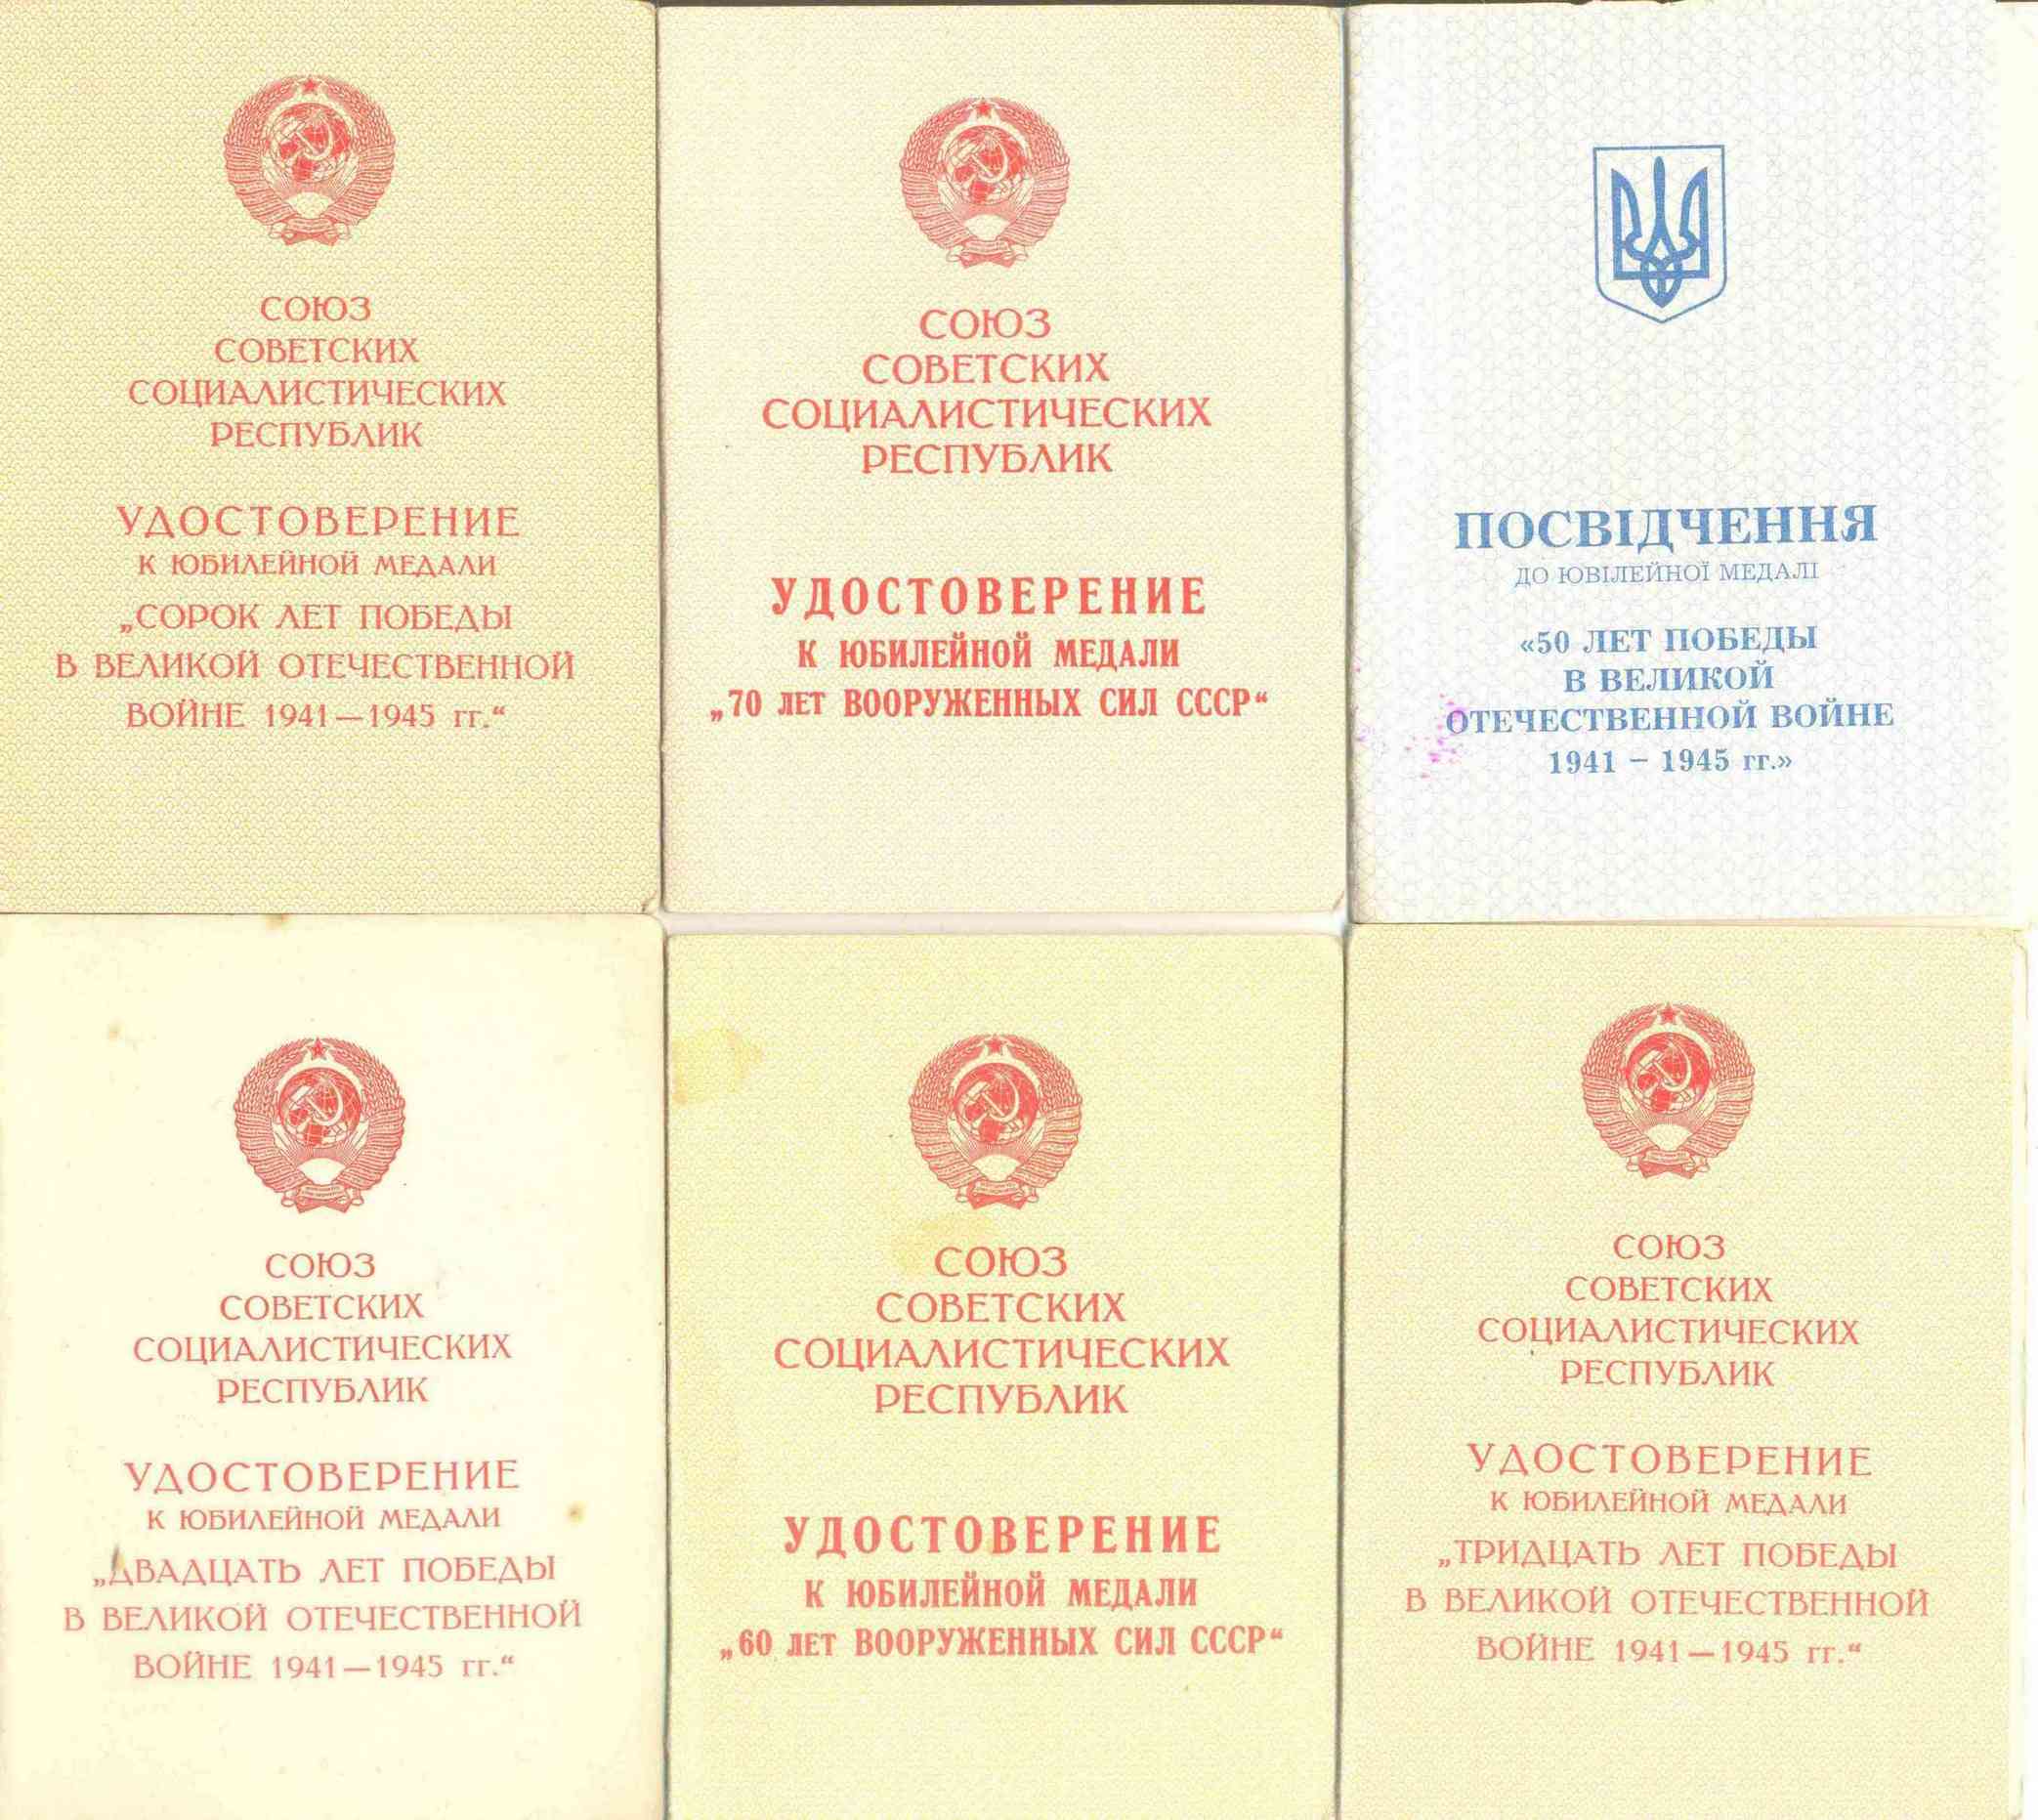 СОЮЗ
СОВЕТСКИХ
СОЦИАЛИСТИЧЕСКИХ
РЕСПУБЛИК
УДОСТОВЕРЕНИЕ
К ЮБИЛЕЙНОЙ МЕДАЛИ
„СОРОК ЛЕТ ПОБЕДЫ
В ВЕЛИКОЙ ОТЕЧЕСТВЕННОЙ
ВОЙНЕ 1941—1945 гг.“
СОЮЗ
СОВЕТСКИХ
СОЦИАЛИСТИЧЕСКИХ
РЕСПУБЛИК
УДОСТОВЕРЕНИЕ
К ЮБИЛЕЙНОЙ МЕДАЛИ
„70 ЛЕТ ВООРУЖЕННЫХ СИЛ СССР“
ПОСВІДЧЕННЯ
ДО ЮВІЛЕЙНОЇ МЕДАЛІ
«50 ЛЕТ ПОБЕДЫ
В ВЕЛИКОЙ
ОТЕЧЕСТВЕННОЙ ВОЙНЕ
1941 – 1945 гг.»
СОЮЗ
СОВЕТСКИХ
СОЦИАЛИСТИЧЕСКИХ
РЕСПУБЛИК
УДОСТОВЕРЕНИЕ
К ЮБИЛЕЙНОЙ МЕДАЛИ
„ДВАДЦАТЬ ЛЕТ ПОБЕДЫ
В ВЕЛИКОЙ ОТЕЧЕСТВЕННОЙ
ВОЙНЕ 1941—1945 гг.“
СОЮЗ
СОВЕТСКИХ
СОЦИАЛИСТИЧЕСКИХ
РЕСПУБЛИК
УДОСТОВЕРЕНИЕ
К ЮБИЛЕЙНОЙ МЕДАЛИ
„60 ЛЕТ ВООРУЖЕННЫХ СИЛ СССР“
СОЮЗ
СОВЕТСКИХ
СОЦИАЛИСТИЧЕСКИХ
РЕСПУБЛИК
УДОСТОВЕРЕНИЕ
К ЮБИЛЕЙНОЙ МЕДАЛИ
„ТРИДЦАТЬ ЛЕТ ПОБЕДЫ
В ВЕЛИКОЙ ОТЕЧЕСТВЕННОЙ
ВОЙНЕ 1941—1945 гг.“